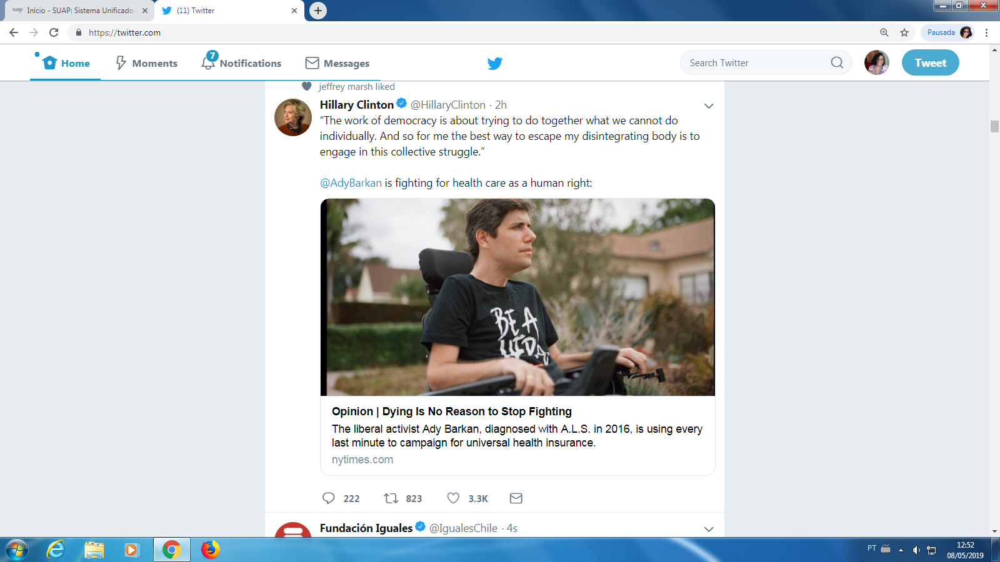 suap Início - SUAP: Sistema Unificado
(11) Twitter
https://twitter.com
Pausada
Home
Moments
7
Notifications
Messages
Search Twitter
Tweet
jeffrey marsh liked
Hillary Clinton @HillaryClinton · 2h
“The work of democracy is about trying to do together what we cannot do
individually. And so for me the best way to escape my disintegrating body is to
engage in this collective struggle.”
@AdyBarkan is fighting for health care as a human right:
BE A
Opinion | Dying Is No Reason to Stop Fighting
The liberal activist Ady Barkan, diagnosed with A.L.S. in 2016, is using every
last minute to campaign for universal health insurance.
nytimes.com
222
823
3.3K
Fundación Iguales @IgualesChile · 4s
PT
12:52
08/05/2019